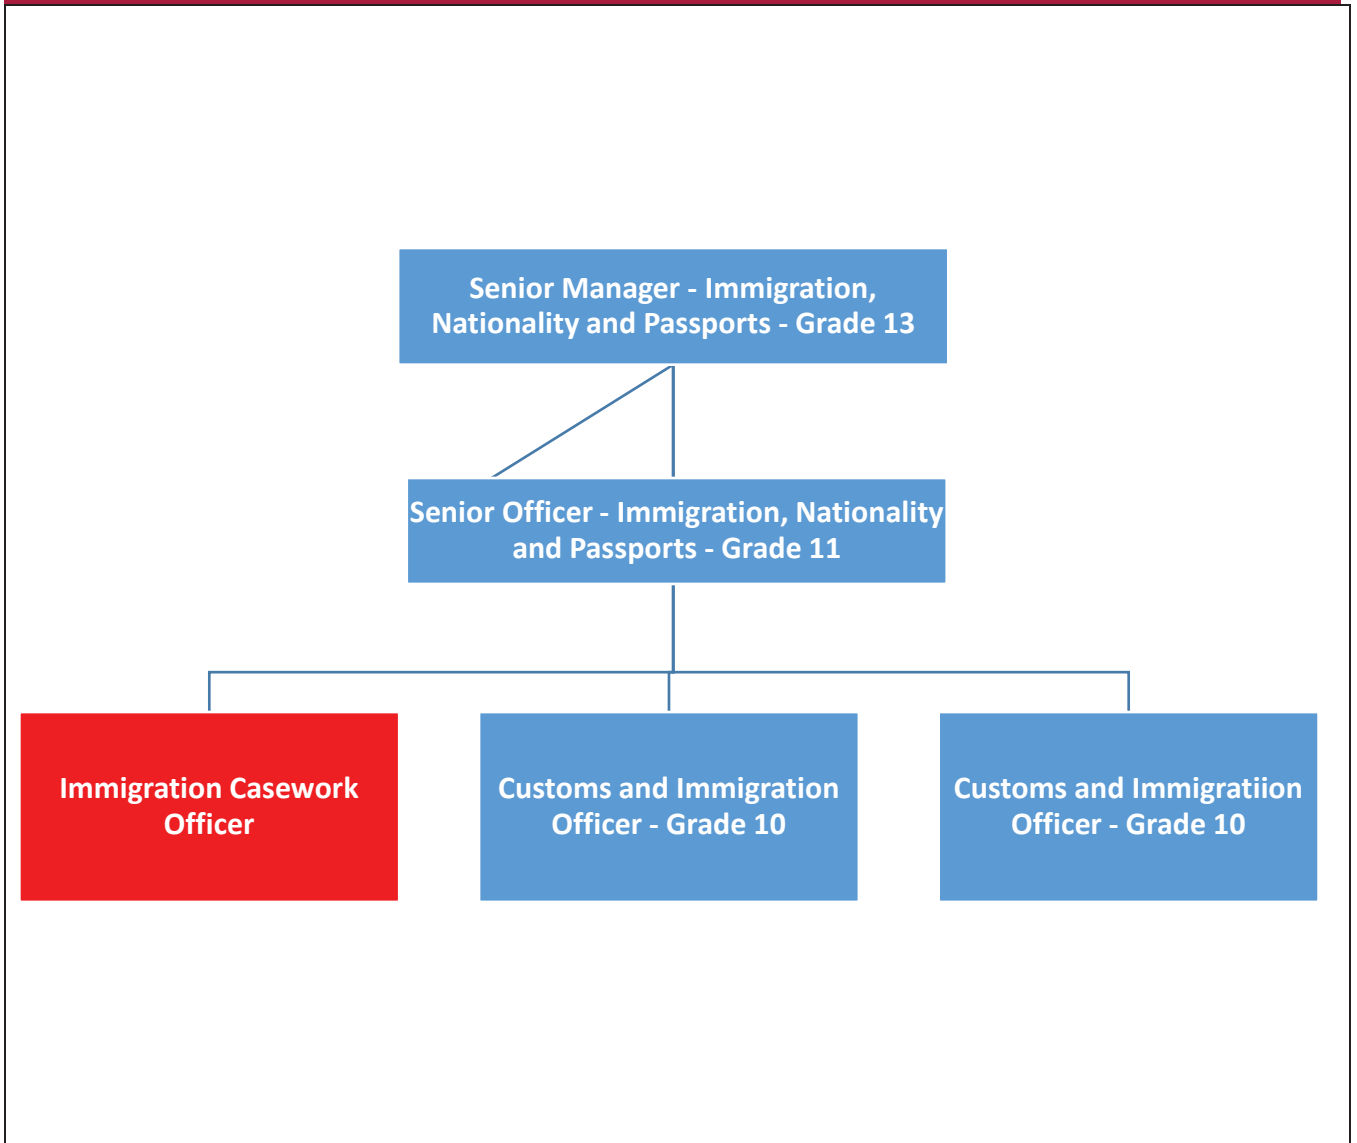 Senior Manager - Immigration,
Nationality and Passports - Grade 13
Senior Officer - Immigration, Nationality
and Passports - Grade 11
Immigration Casework
Officer
Customs and Immigration
Officer - Grade 10
Customs and Immigratiion
Officer - Grade 10